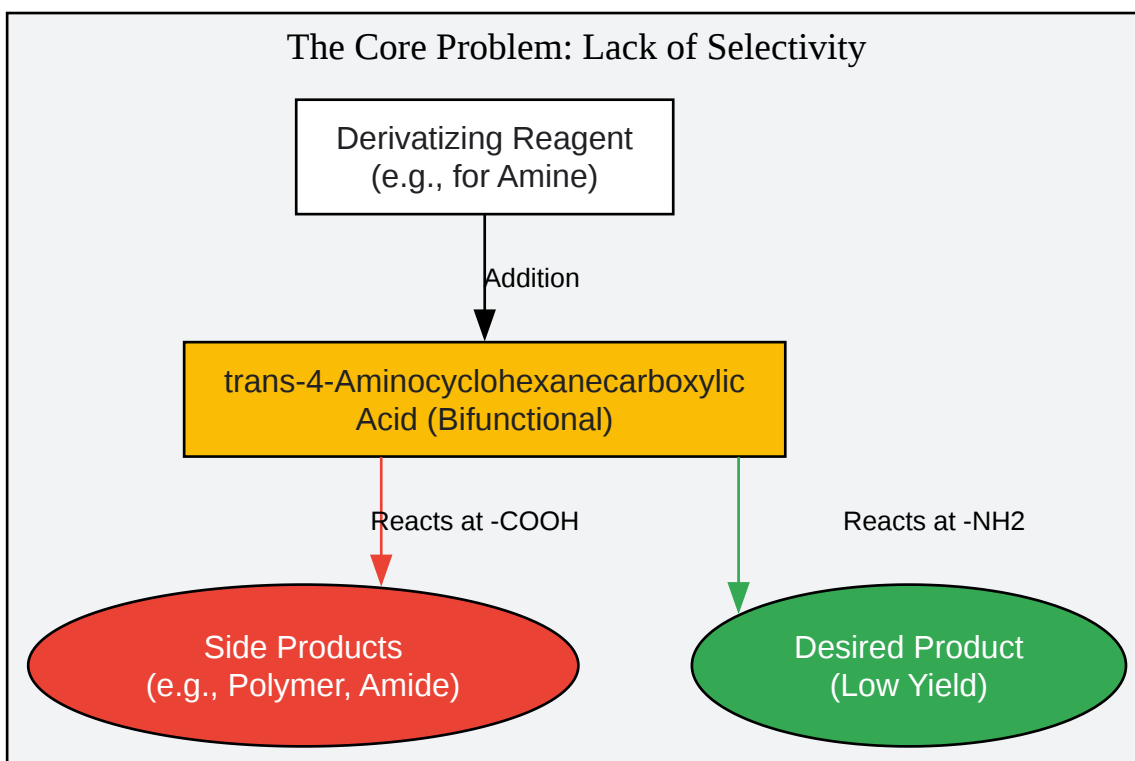 The Core Problem: Lack of Selectivity
Derivatizing Reagent
(e.g., for Amine)
Addition
trans-4-Aminocyclohexanecarboxylic
Acid (Bifunctional)
Reacts at -COOH
Reacts at -NH2
Side Products
(e.g., Polymer, Amide)
Desired Product
(Low Yield)